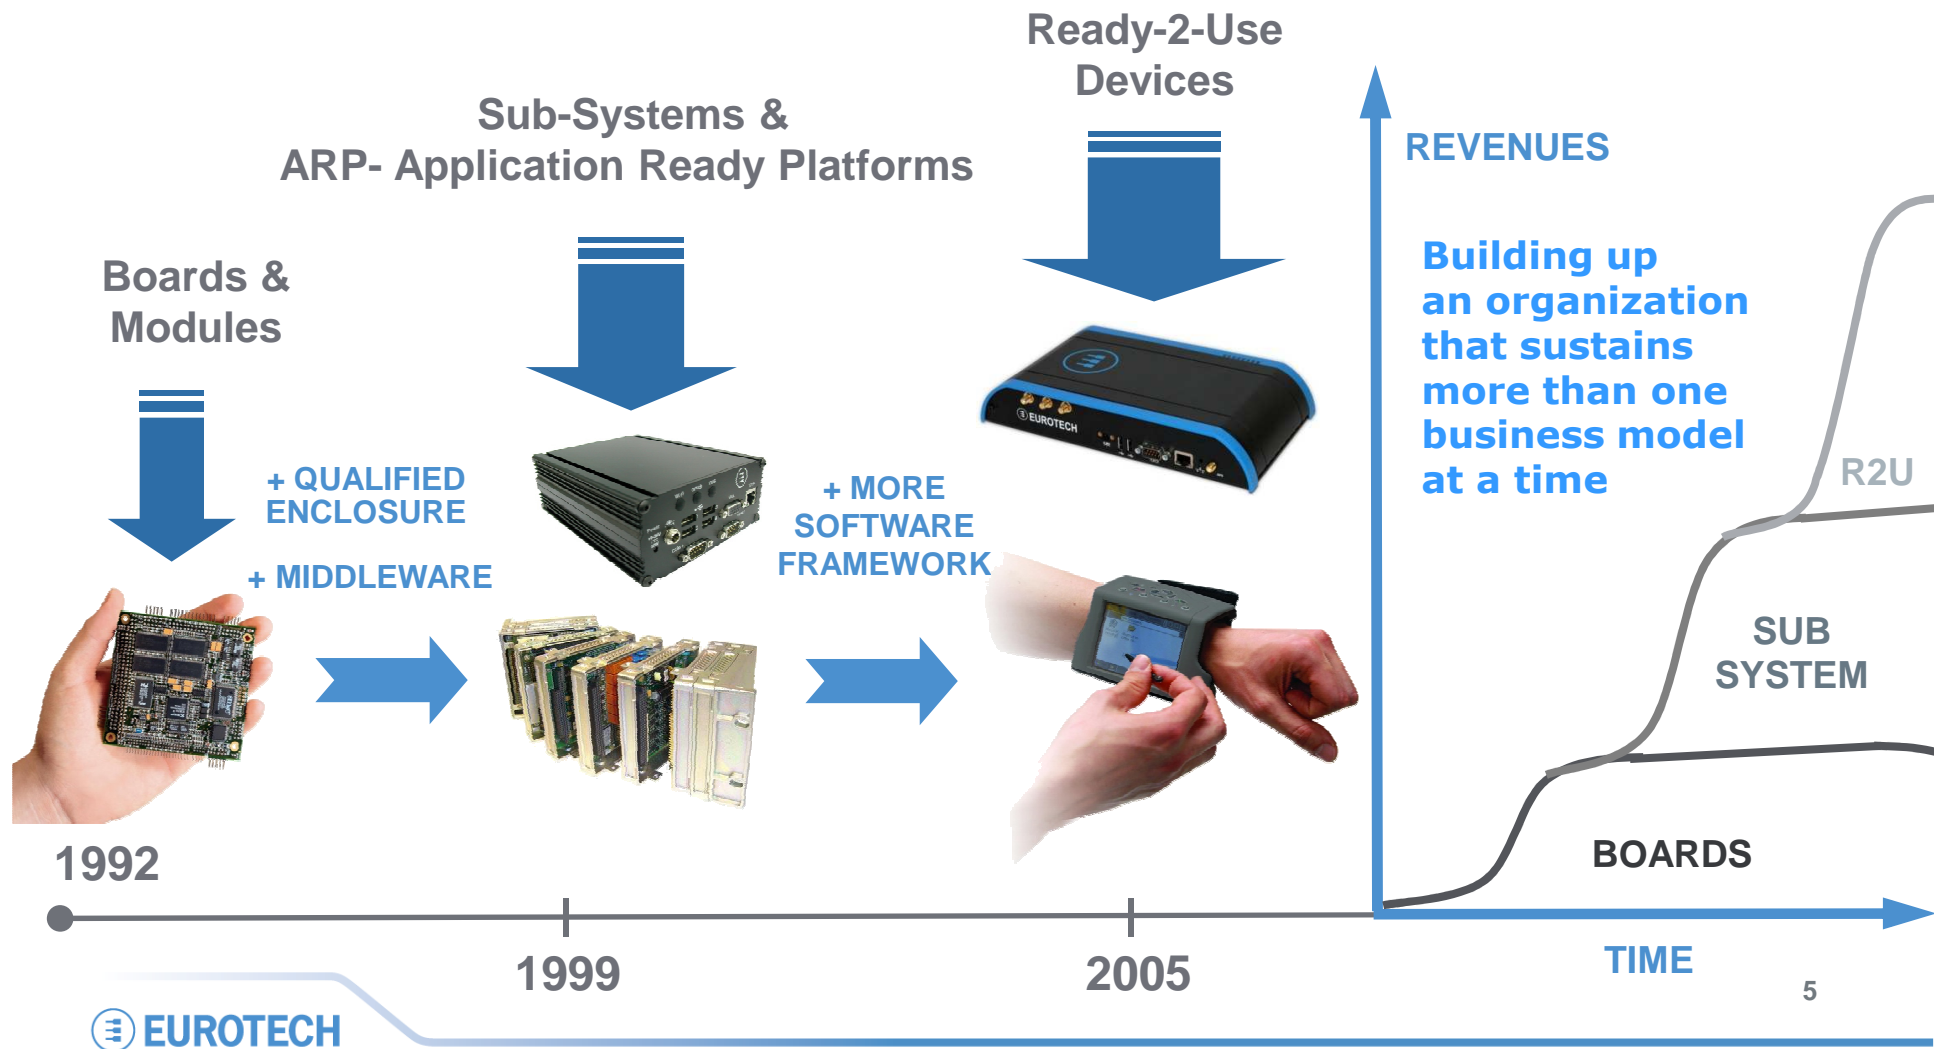 Ready-2-Use
Devices
Sub-Systems &
ARP- Application Ready Platforms
Boards &
Modules
REVENUES
Building up
an organization
that sustains
more than one
business model
at a time
+ QUALIFIED
ENCLOSURE
+ MIDDLEWARE
+ MORE
SOFTWARE
FRAMEWORK
EUROTECH
R2U
SUB
SYSTEM
BOARDS
1992
1999
2005
TIME
5
EUROTECH